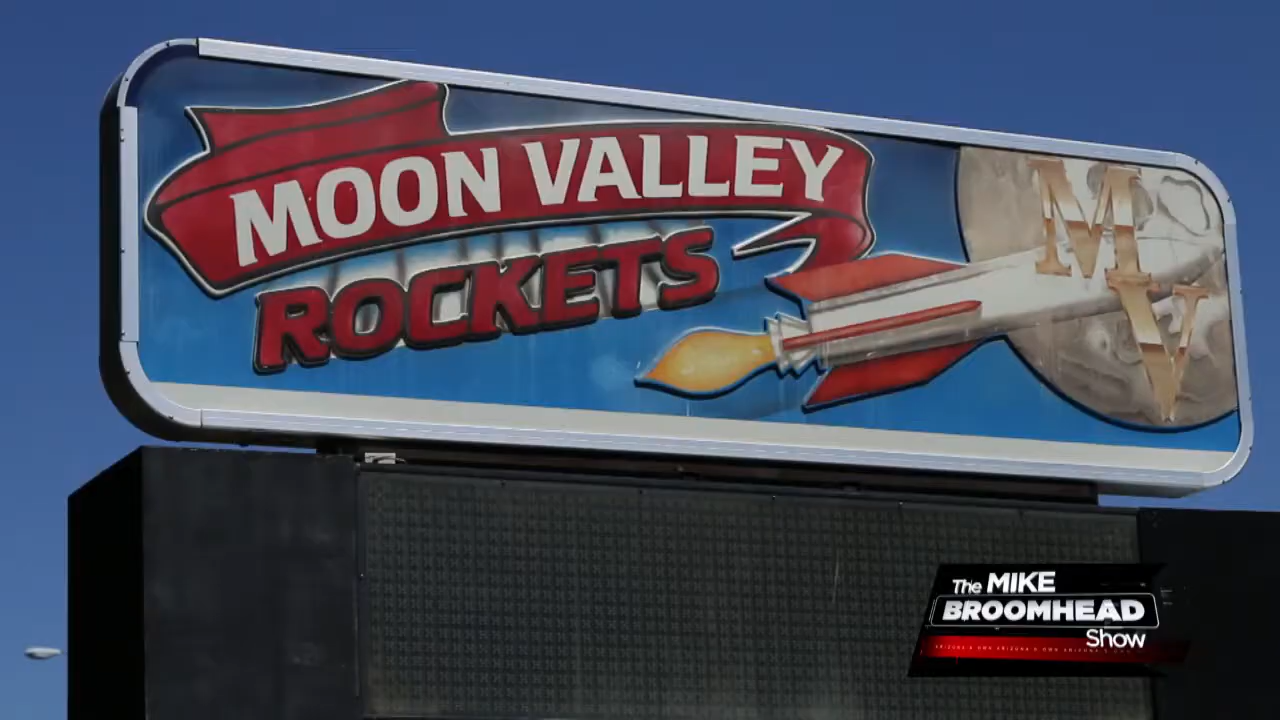 MOON VALLEY
ROCKETS
MV
The MIKE
BROOMHEAD
Show